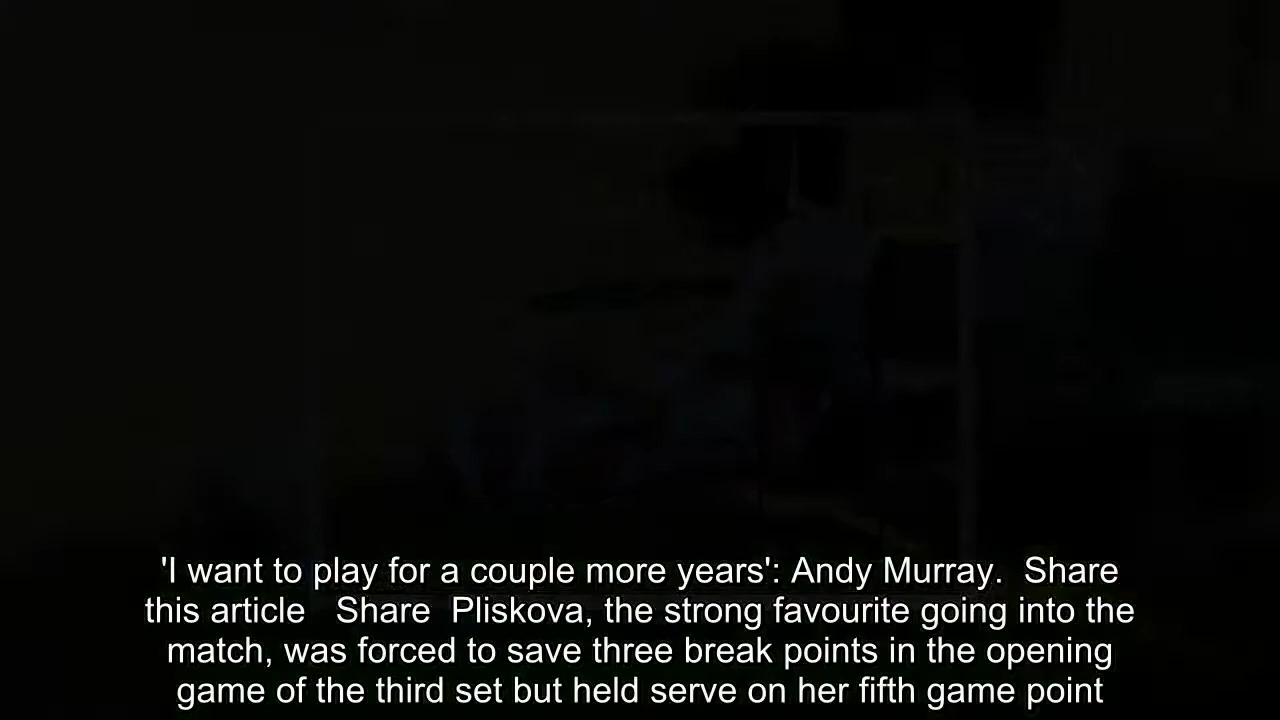 'I want to play for a couple more years': Andy Murray.  Share
this article   Share  Pliskova, the strong favourite going into the
match, was forced to save three break points in the opening
game of the third set but held serve on her fifth game point